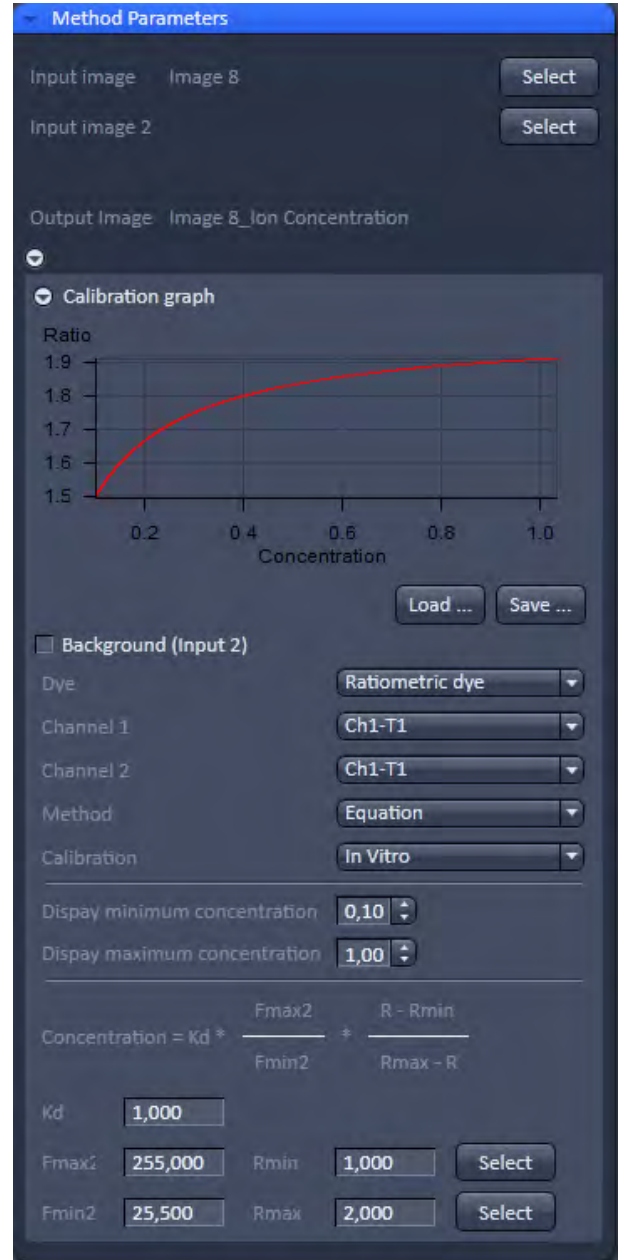 Method Parameters
Input image Image 8 Select
Input image 2 Select
Output Image Image 8_Ion Concentration
Calibration graph
Ratio
1.9
1.8
1.7
1.6
1.5
0.2 0.4 0.6 0.8 1.0
Concentration
Load ... Save ...
Background (Input 2)
Dye Ratiometric dye
Channel 1 Ch1-T1
Channel 2 Ch1-T1
Method Equation
Calibration In Vitro
Dispay minimum concentration 0,10
Dispay maximum concentration 1,00
Fmax2 R - Rmin
Concentration = Kd * *
Fmin2 Rmax - R
Kd 1,000
Fmax2 255,000 Rmin 1,000 Select
Fmin2 25,500 Rmax 2,000 Select